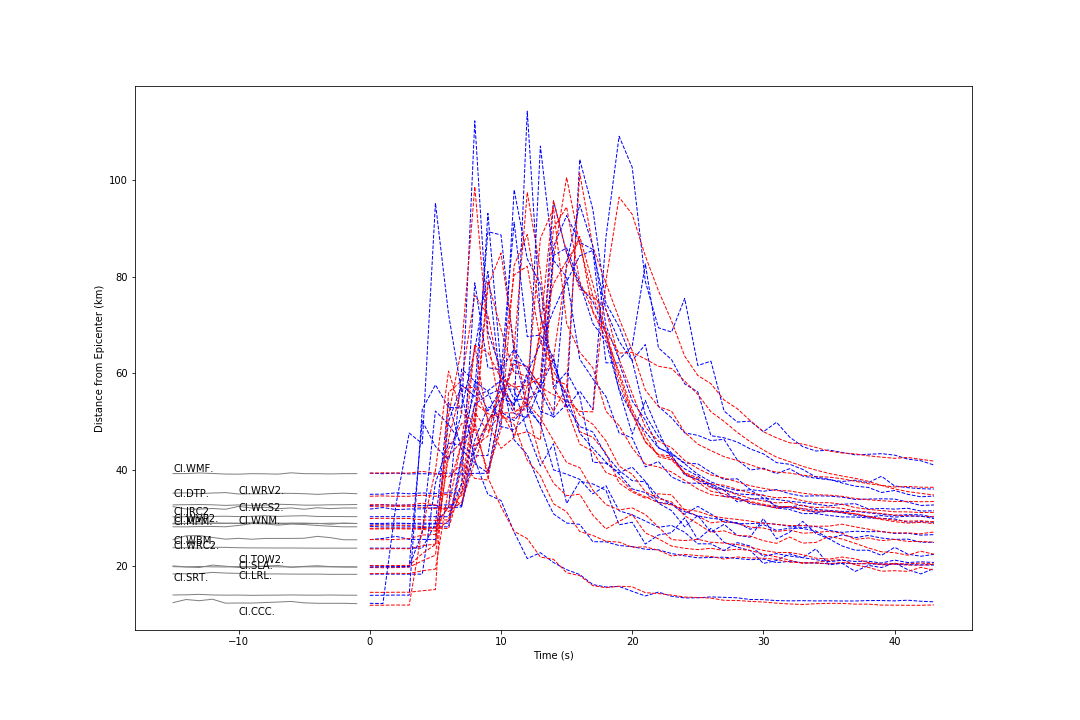 100
80
60
40
20
Distance from Epicenter (km)
CI.WMF.
CI.DTP.
CI.WRV2.
CI.JRC2.
CI.WCS2.
CI.WNM.
CI.WBM.
CI.WRC2.
CI.TOW2.
CI.SLA.
CI.SRT.
CI.LRL.
CI.CCC.
−10
0
10
20
30
40
Time (s)